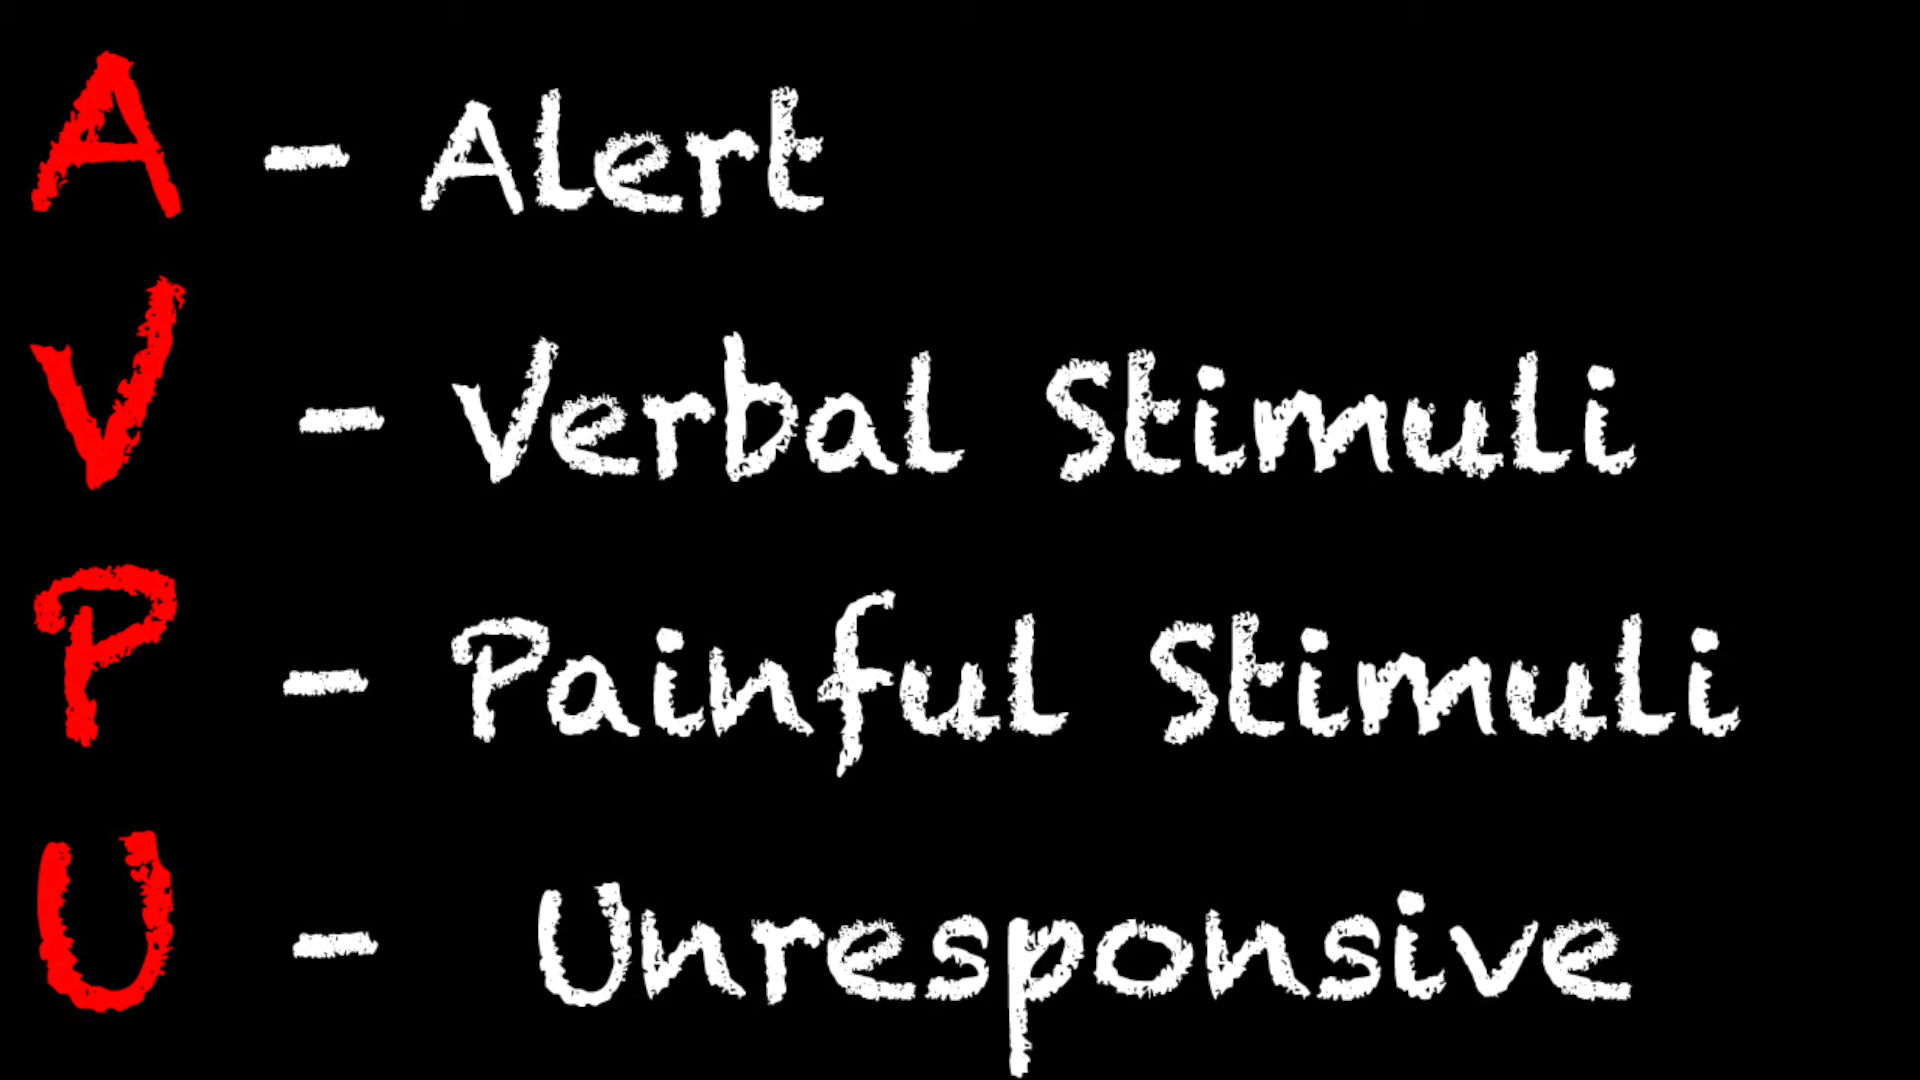 A - Alert
V - Verbal Stimuli
P - Painful Stimuli
U - Unresponsive